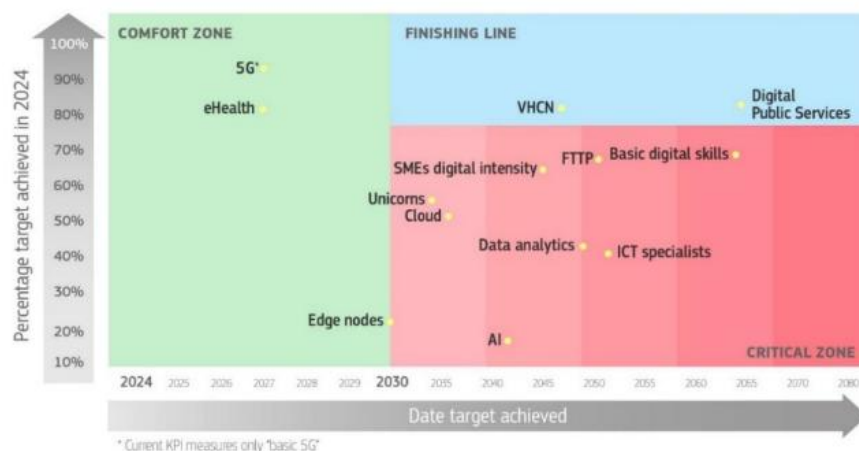 COMFORT ZONE
FINISHING LINE
Percentage target achieved in 2024
100%
90%
80%
70%
60%
50%
40%
30%
20%
10%
5G*
eHealth
VHCN
Digital
Public Services
SMEs digital intensity
FTTP
Basic digital skills
Unicorns
Cloud
Data analytics
ICT specialists
Edge nodes
AI
CRITICAL ZONE
2024 2025 2026 2027 2028 2029 2030 2035 2040 2045 2050 2055 2060 2065 2070 2080
Date target achieved
* Current KPI measures only "basic 5G"